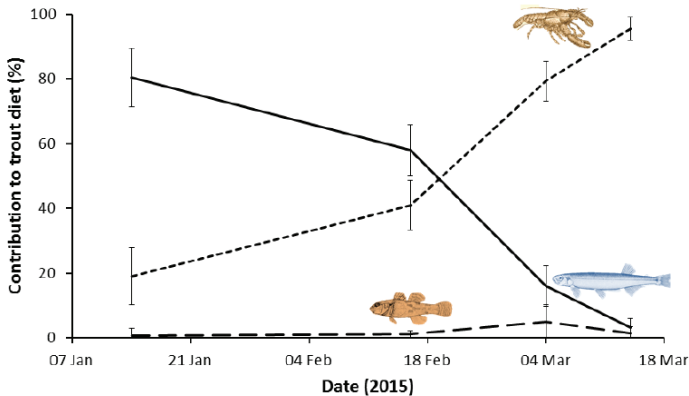 Contribution to trout diet (%)
100
80
60
40
20
0
07 Jan 21 Jan 04 Feb 18 Feb 04 Mar 18 Mar
Date (2015)